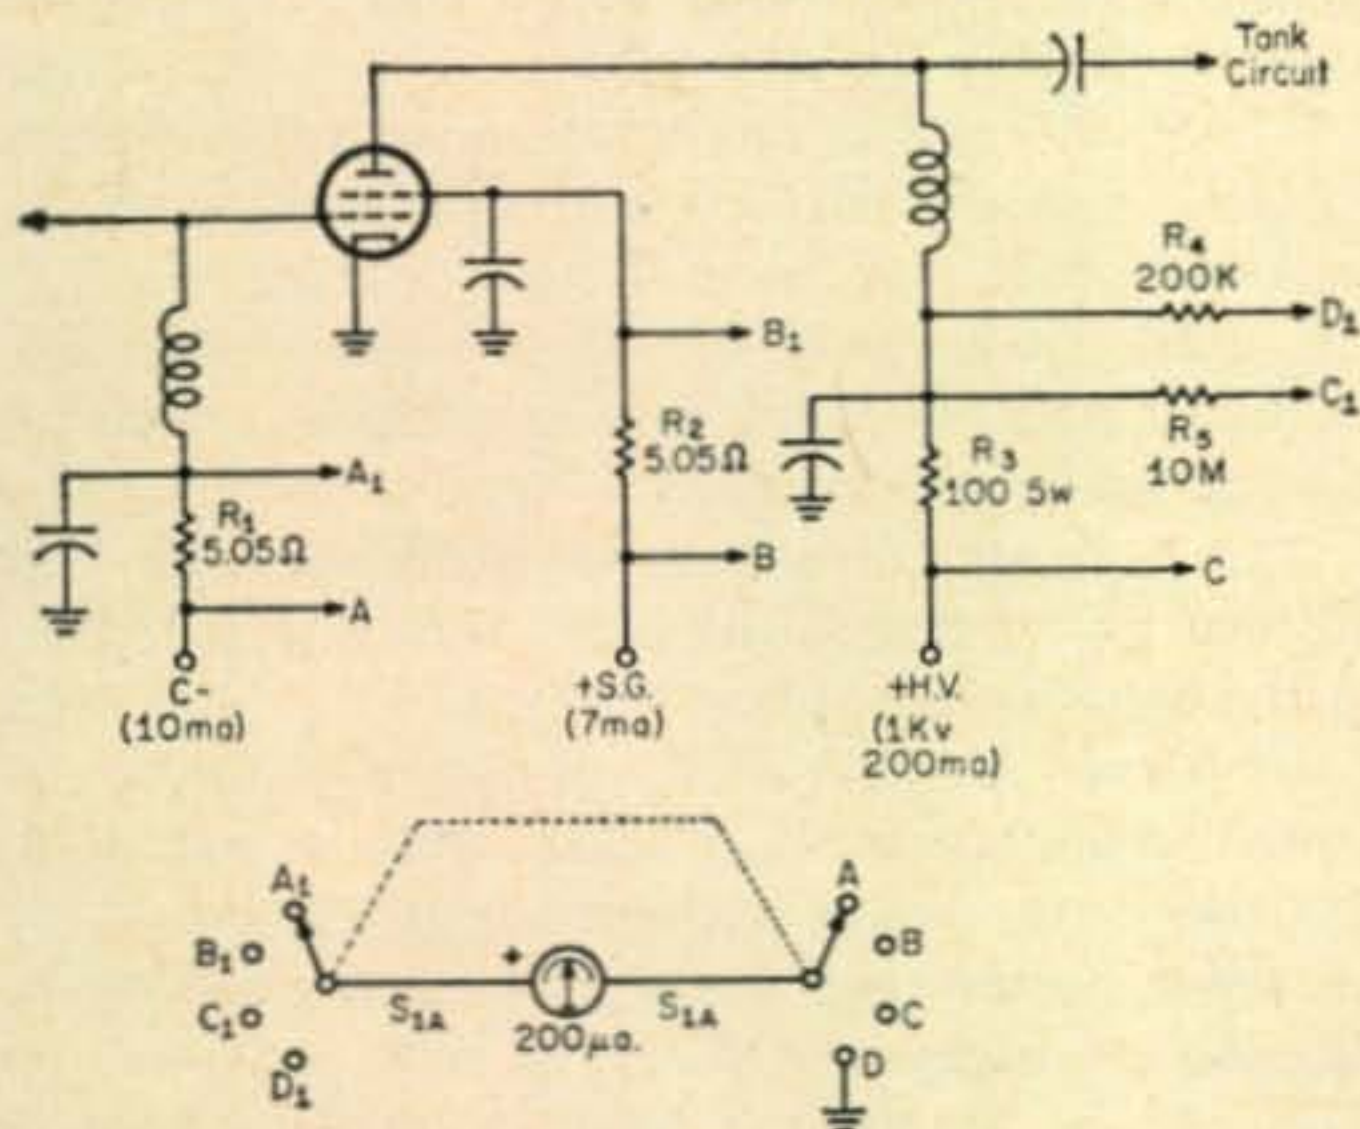 Tank
Circuit
R4
200K
D1
B1
C1
R2
5.05Ω
R5
10M
R3
100 5w
A1
R1
5.05Ω
B
C
A
C-
(10ma)
+S.G.
(7ma)
+H.V.
(1Kv
200ma)
A1
A
B1
+
B
C1
S1A
S1A
C
200μa.
D1
D